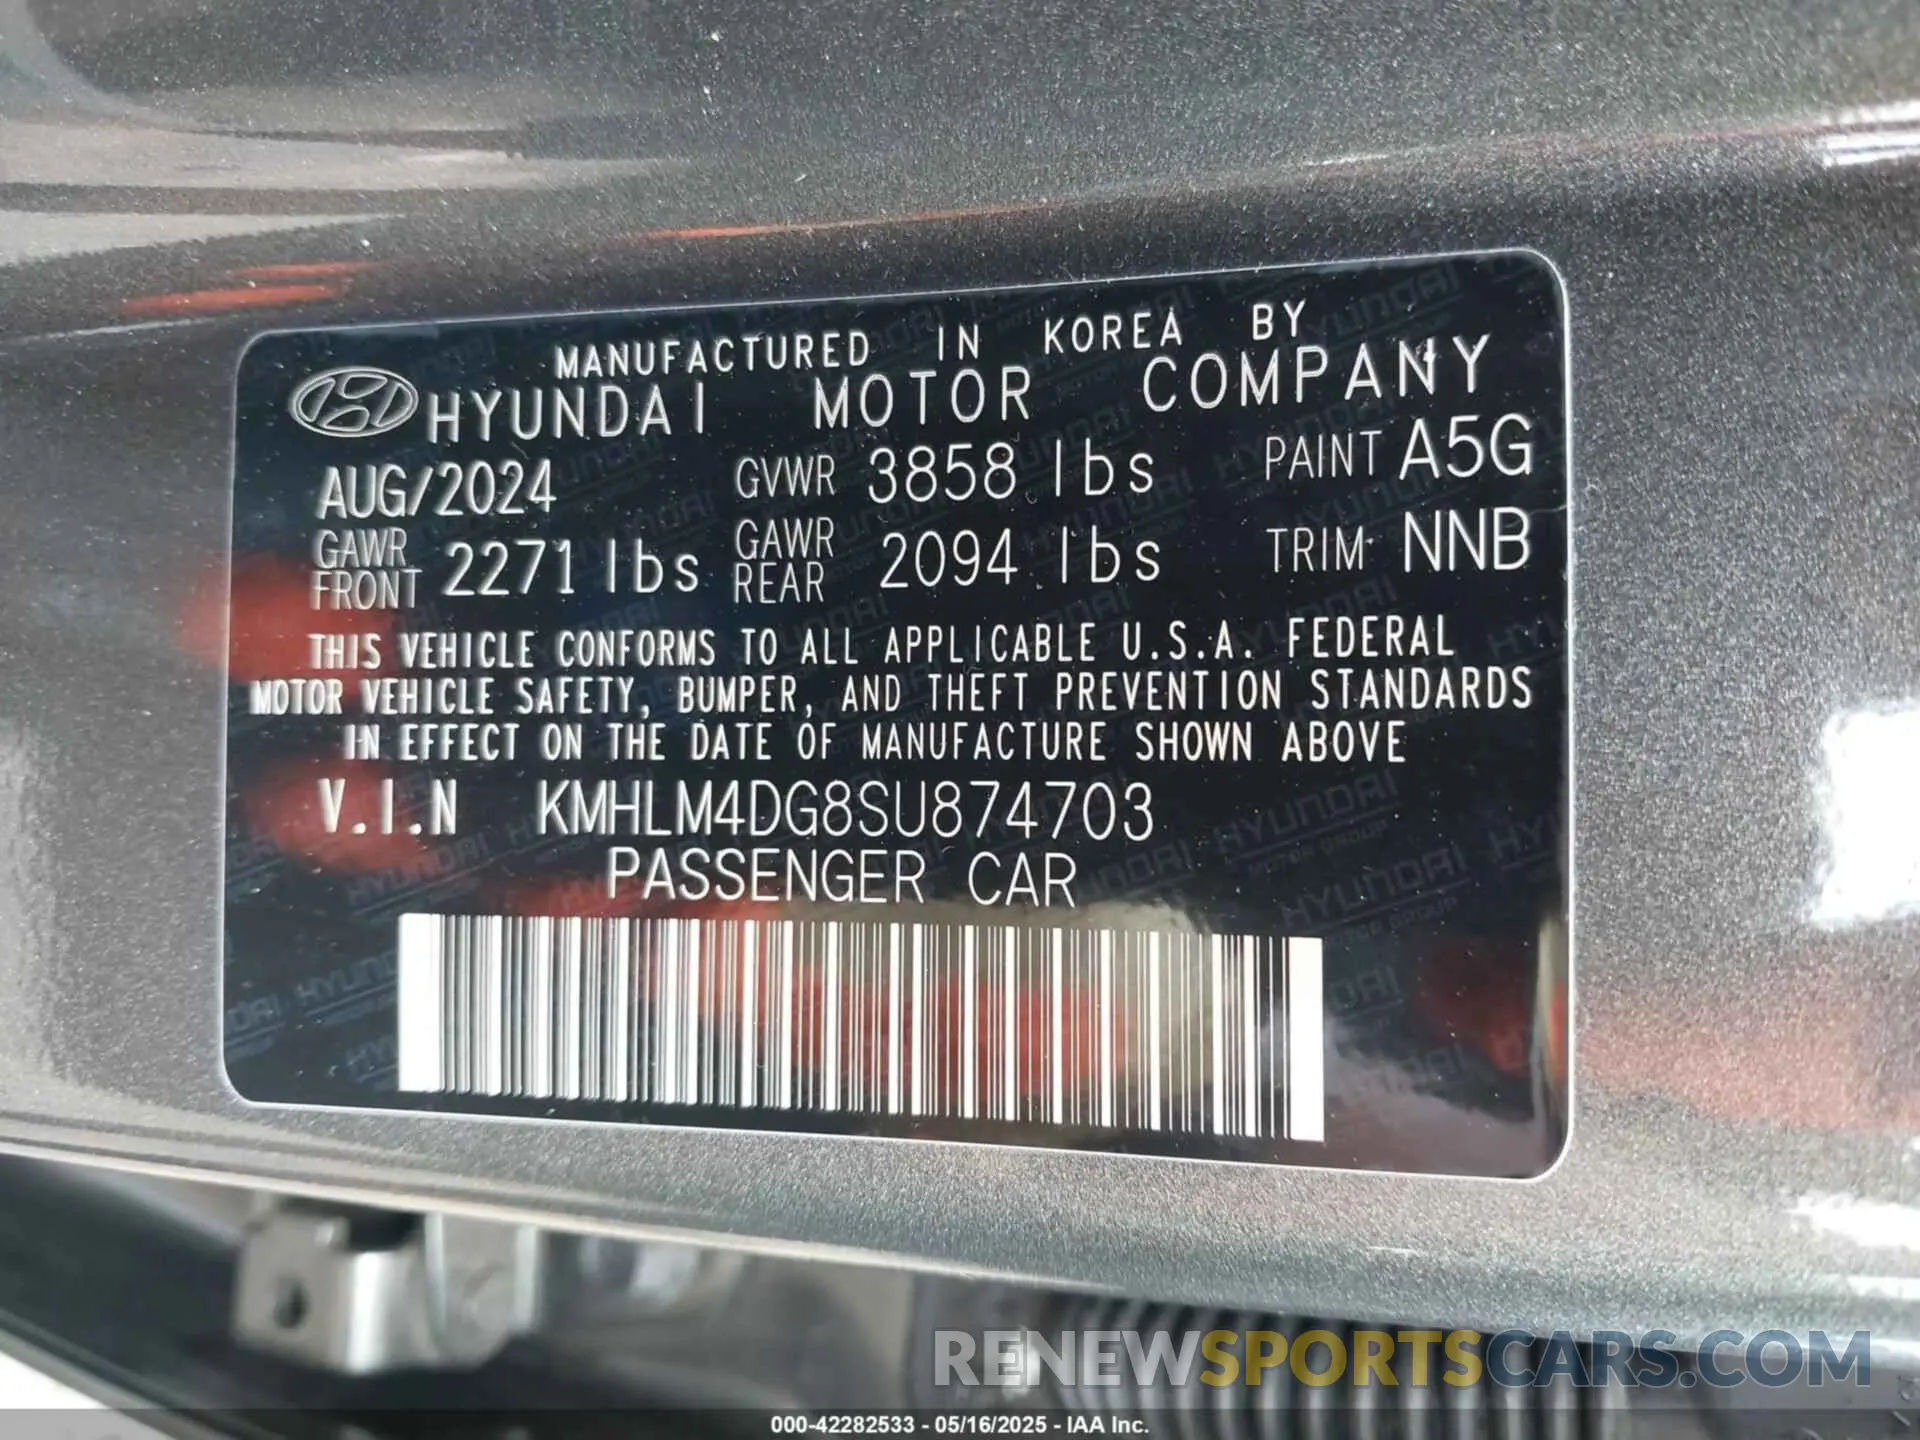 MANUFACTURED IN KOREA BY
HYUNDAI MOTOR COMPANY
AUG/2024 GVWR 3858 lbs PAINT A5G
GAWR FRONT 2271 lbs GAWR REAR 2094 lbs TRIM NNB
THIS VEHICLE CONFORMS TO ALL APPLICABLE U.S.A. FEDERAL
MOTOR VEHICLE SAFETY, BUMPER, AND THEFT PREVENTION STANDARDS
IN EFFECT ON THE DATE OF MANUFACTURE SHOWN ABOVE
V.I.N KMHLM4DG8SU874703
PASSENGER CAR
RENEWSPORTSCARS.COM
000-42282533 - 05/16/2025 - IAA Inc.